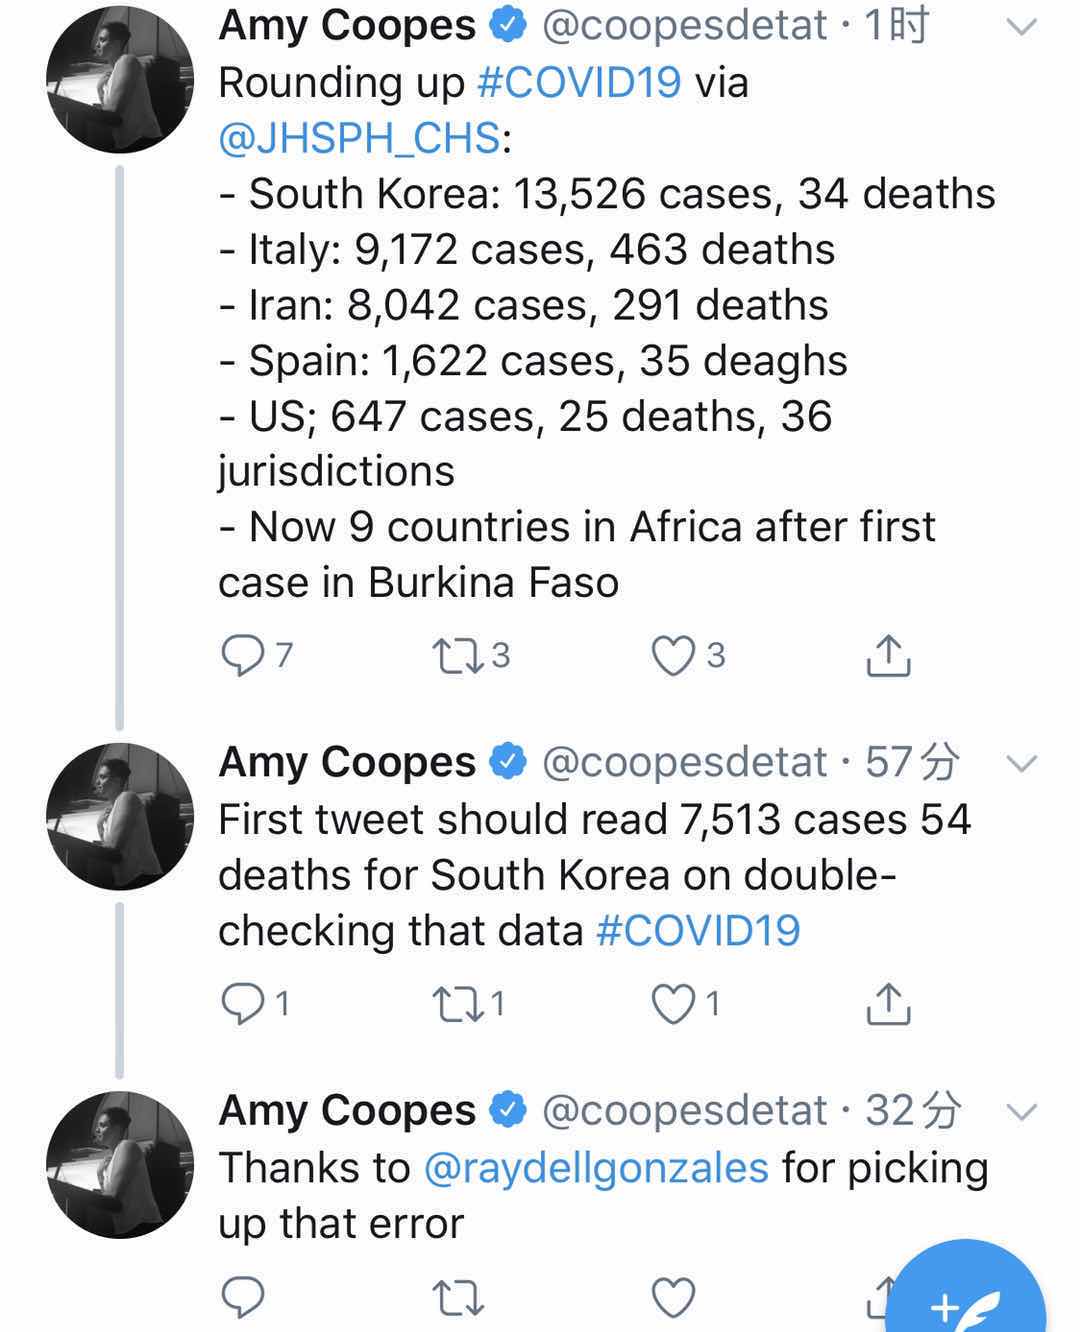 Amy Coopes @coopesdetat · 1时
Rounding up #COVID19 via
@JHSPH_CHS:
- South Korea: 13,526 cases, 34 deaths
- Italy: 9,172 cases, 463 deaths
- Iran: 8,042 cases, 291 deaths
- Spain: 1,622 cases, 35 deaghs
- US; 647 cases, 25 deaths, 36
jurisdictions
- Now 9 countries in Africa after first
case in Burkina Faso
7 3 3
Amy Coopes @coopesdetat · 57分
First tweet should read 7,513 cases 54
deaths for South Korea on double-
checking that data #COVID19
1 1 1
Amy Coopes @coopesdetat · 32分
Thanks to @raydellgonzales for picking
up that error